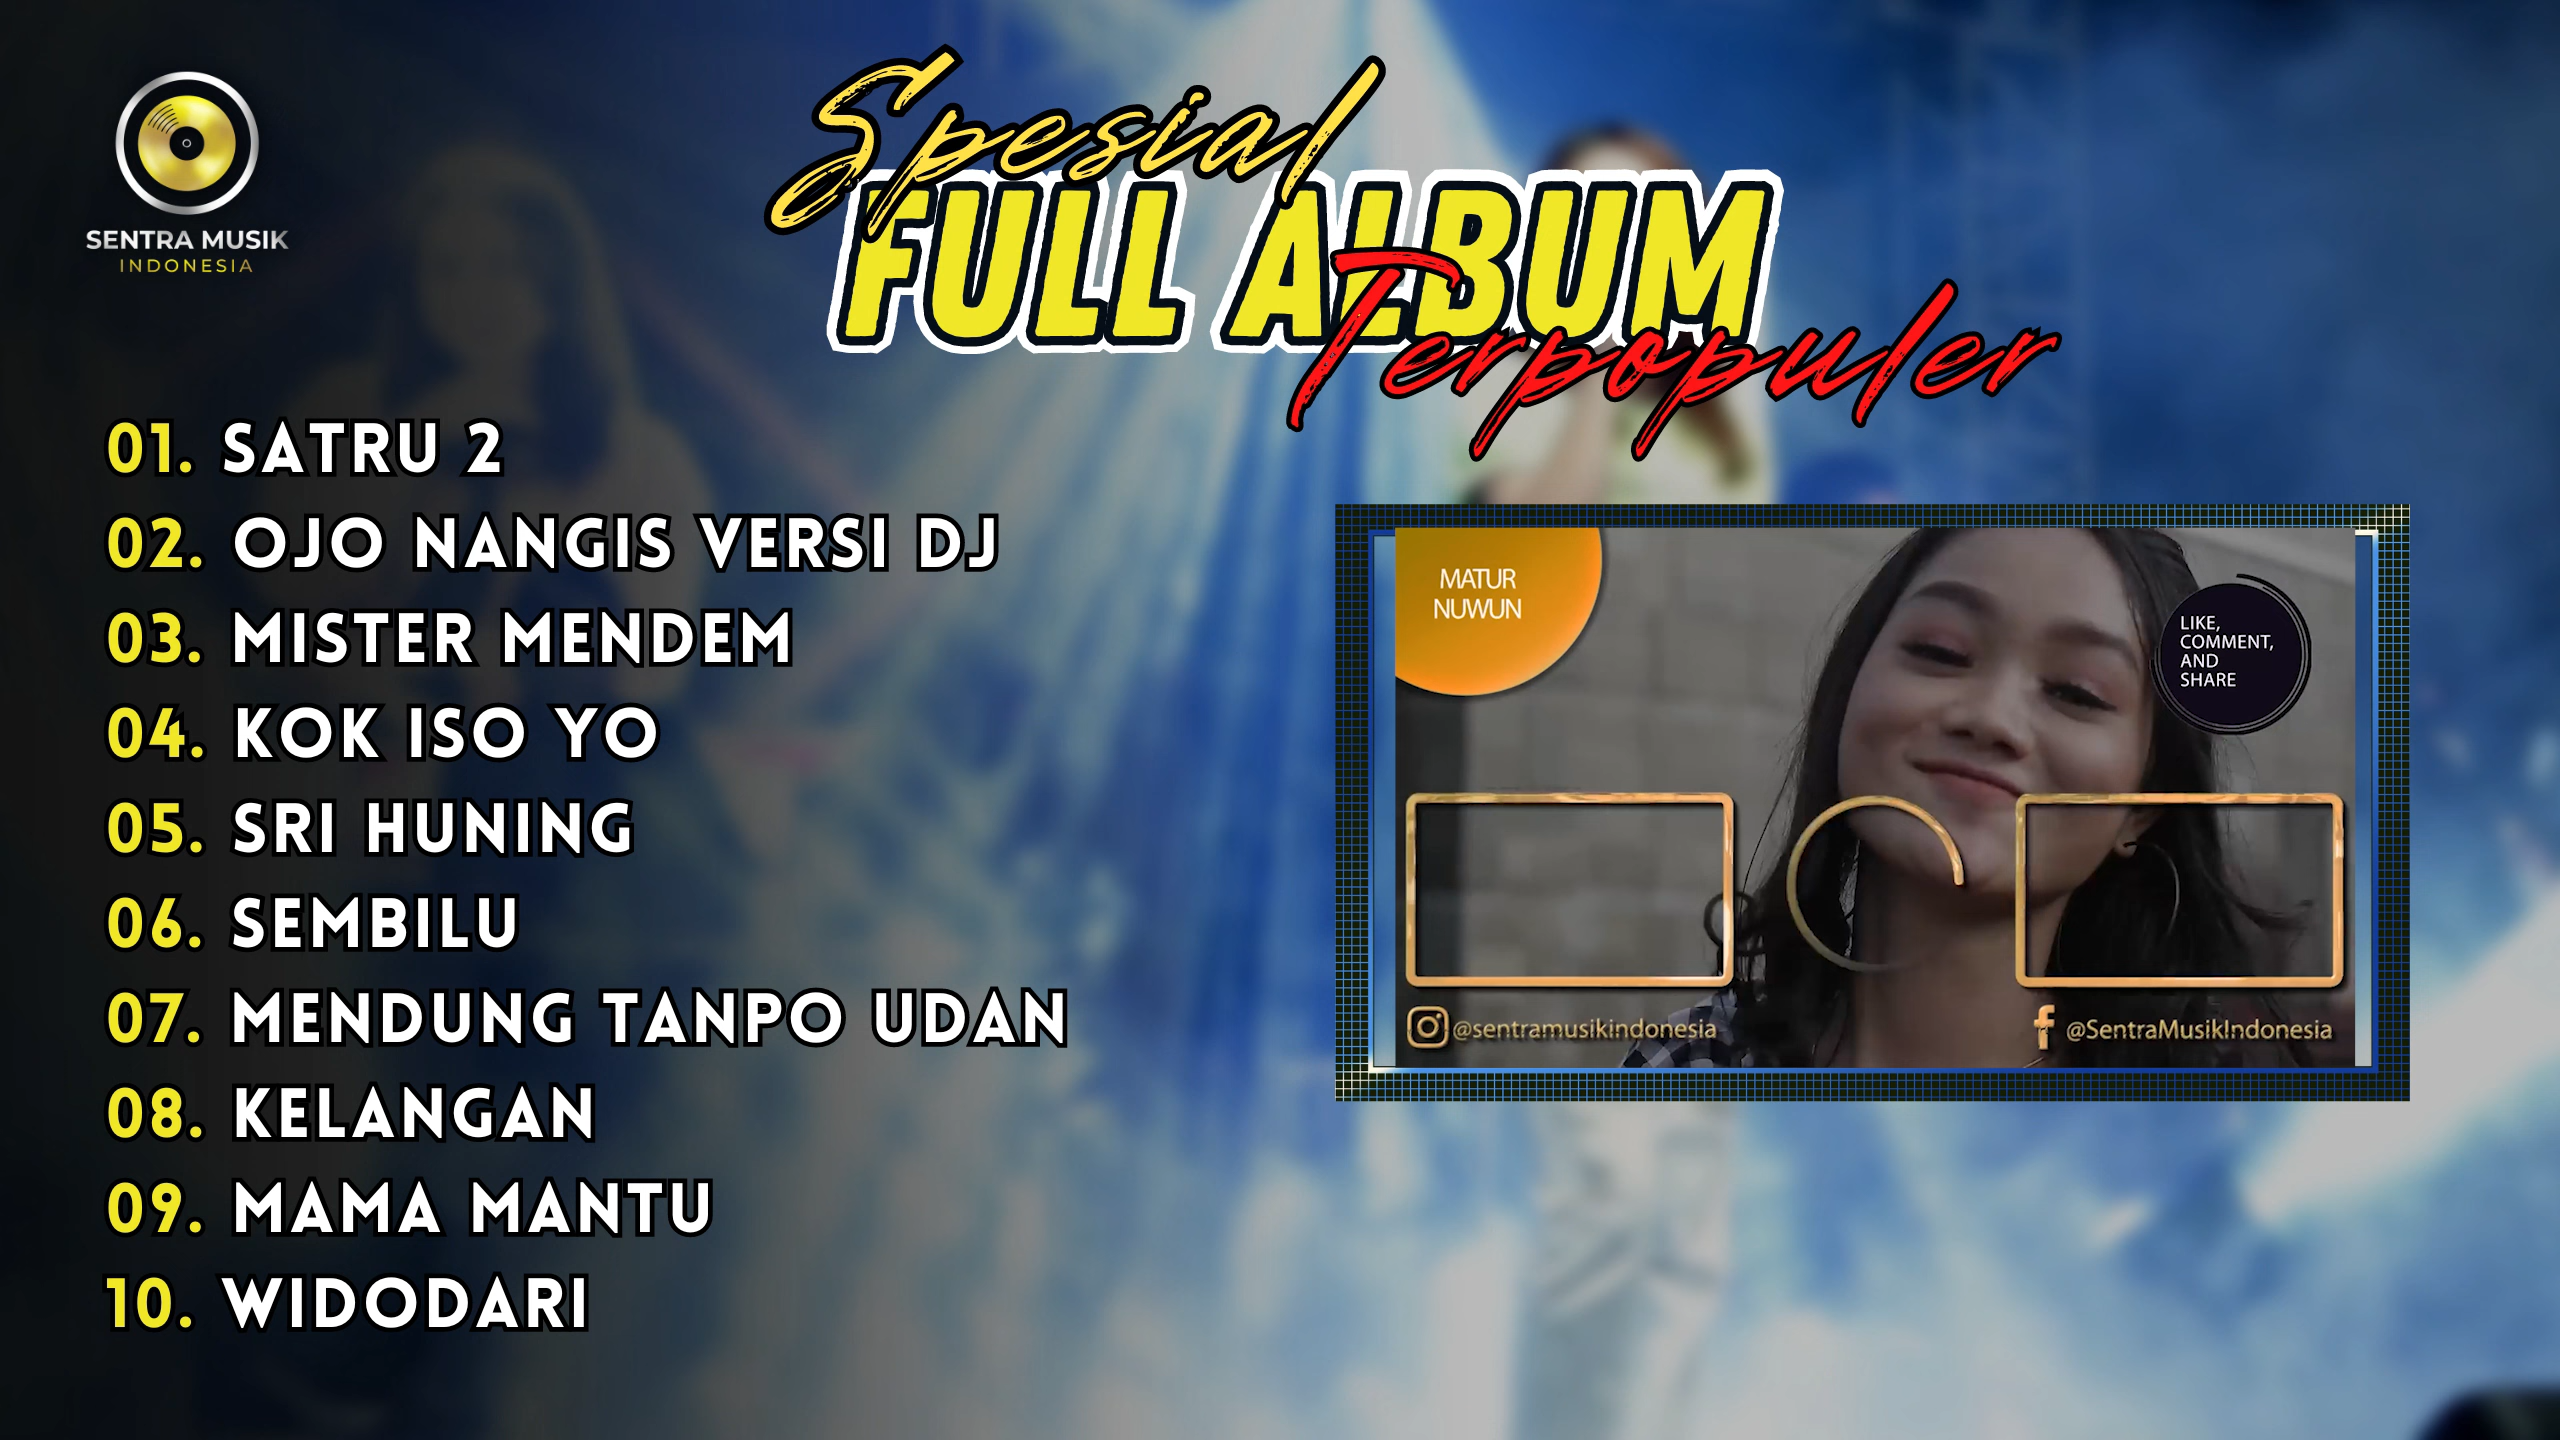 SENTRA MUSIK
INDONESIA
Spesial
FULL ALBUM
Terpopuler
01. SATRU 2
02. OJO NANGIS VERSI DJ
03. MISTER MENDEM
04. KOK ISO YO
05. SRI HUNING
06. SEMBILU
07. MENDUNG TANPO UDAN
08. KELANGAN
09. MAMA MANTU
10. WIDODARI
MATUR
NUWUN
LIKE,
COMMENT,
AND
SHARE
@sentramusikindonesia
@SentraMusikIndonesia